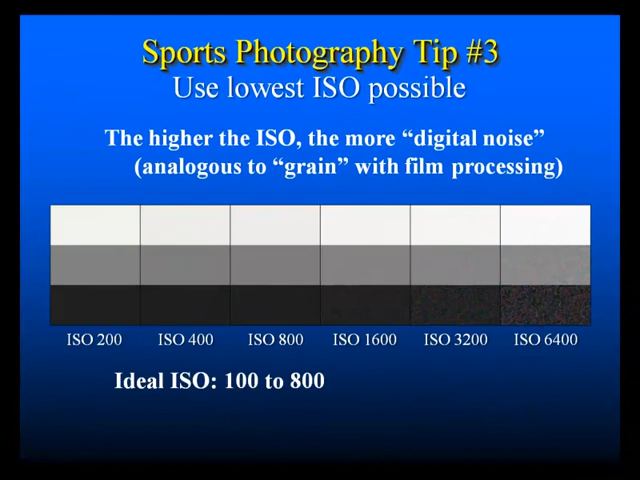 Sports Photography Tip #3
Use lowest ISO possible
The higher the ISO, the more “digital noise”
(analogous to “grain” with film processing)
ISO 200 ISO 400 ISO 800 ISO 1600 ISO 3200 ISO 6400
Ideal ISO: 100 to 800